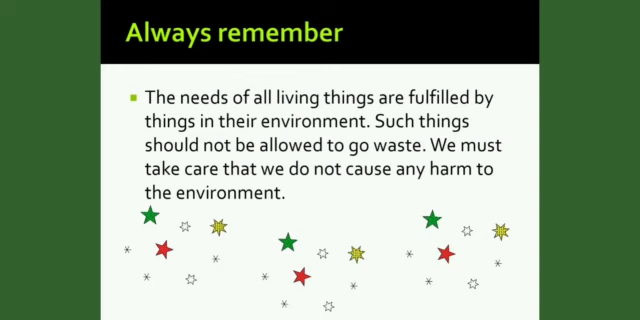 Always remember
The needs of all living things are fulfilled by
things in their environment. Such things
should not be allowed to go waste. We must
take care that we do not cause any harm to
the environment.